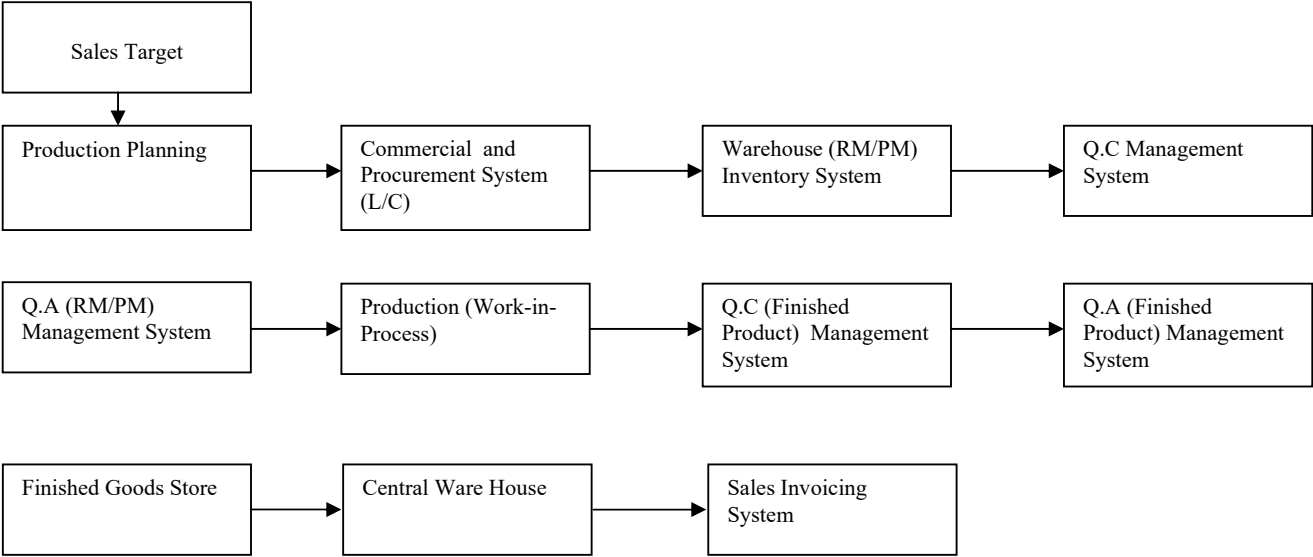 Sales Target
Production Planning
Commercial and
Procurement System
(L/C)
Warehouse (RM/PM)
Inventory System
Q.C Management
System
Q.A (RM/PM)
Management System
Production (Work-in-
Process)
Q.C (Finished
Product) Management
System
Q.A (Finished
Product) Management
System
Finished Goods Store
Central Ware House
Sales Invoicing
System